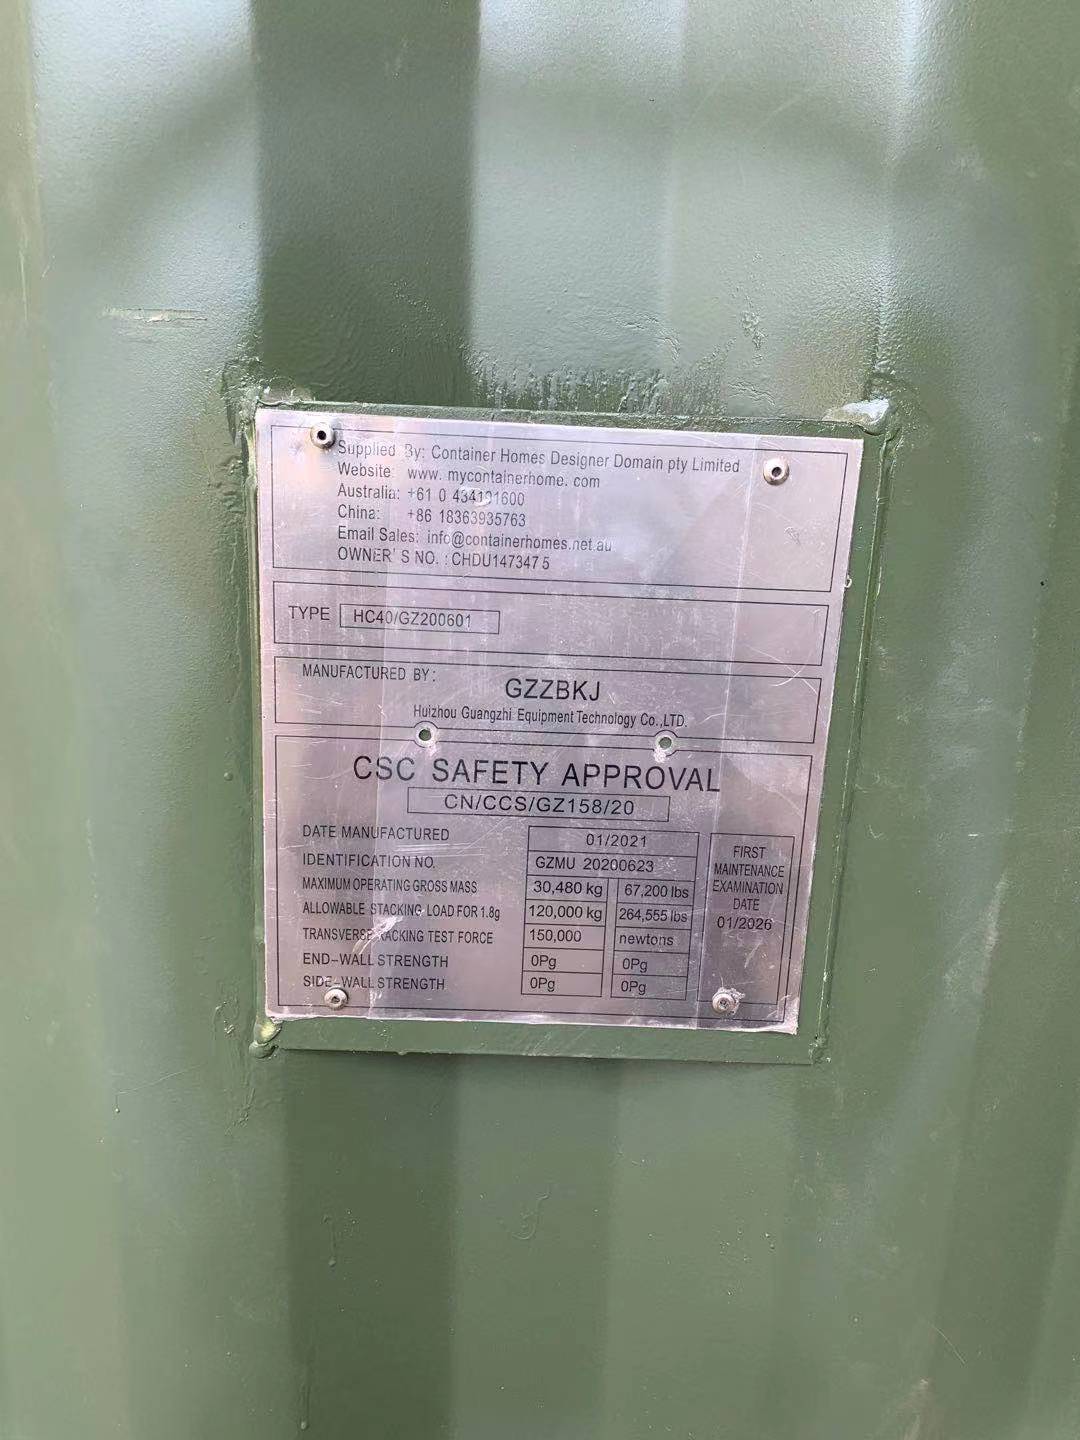 Supplied By: Container Homes Designer Domain pty Limited
Website: www. mycontainerhome. com
Australia: +61 0 434191600
China: +86 18363935763
Email Sales: info@containerhomes.net.au
OWNER' S NO. : CHDU147347 5
TYPE HC40/GZ200601
MANUFACTURED BY:
GZZBKJ
Huizhou Guangzhi Equipment Technology Co.,LTD.
CSC SAFETY APPROVAL
CN/CCS/GZ158/20
DATE MANUFACTURED 01/2021
IDENTIFICATION NO. GZMU 20200623
MAXIMUM OPERATING GROSS MASS 30,480 kg 67,200 lbs
ALLOWABLE STACKING LOAD FOR 1.8g 120,000 kg 264,555 lbs
TRANSVERSE RACKING TEST FORCE 150,000 newtons
END-WALL STRENGTH 0Pg 0Pg
SIDE-WALL STRENGTH 0Pg 0Pg
FIRST
MAINTENANCE
EXAMINATION
DATE
01/2026